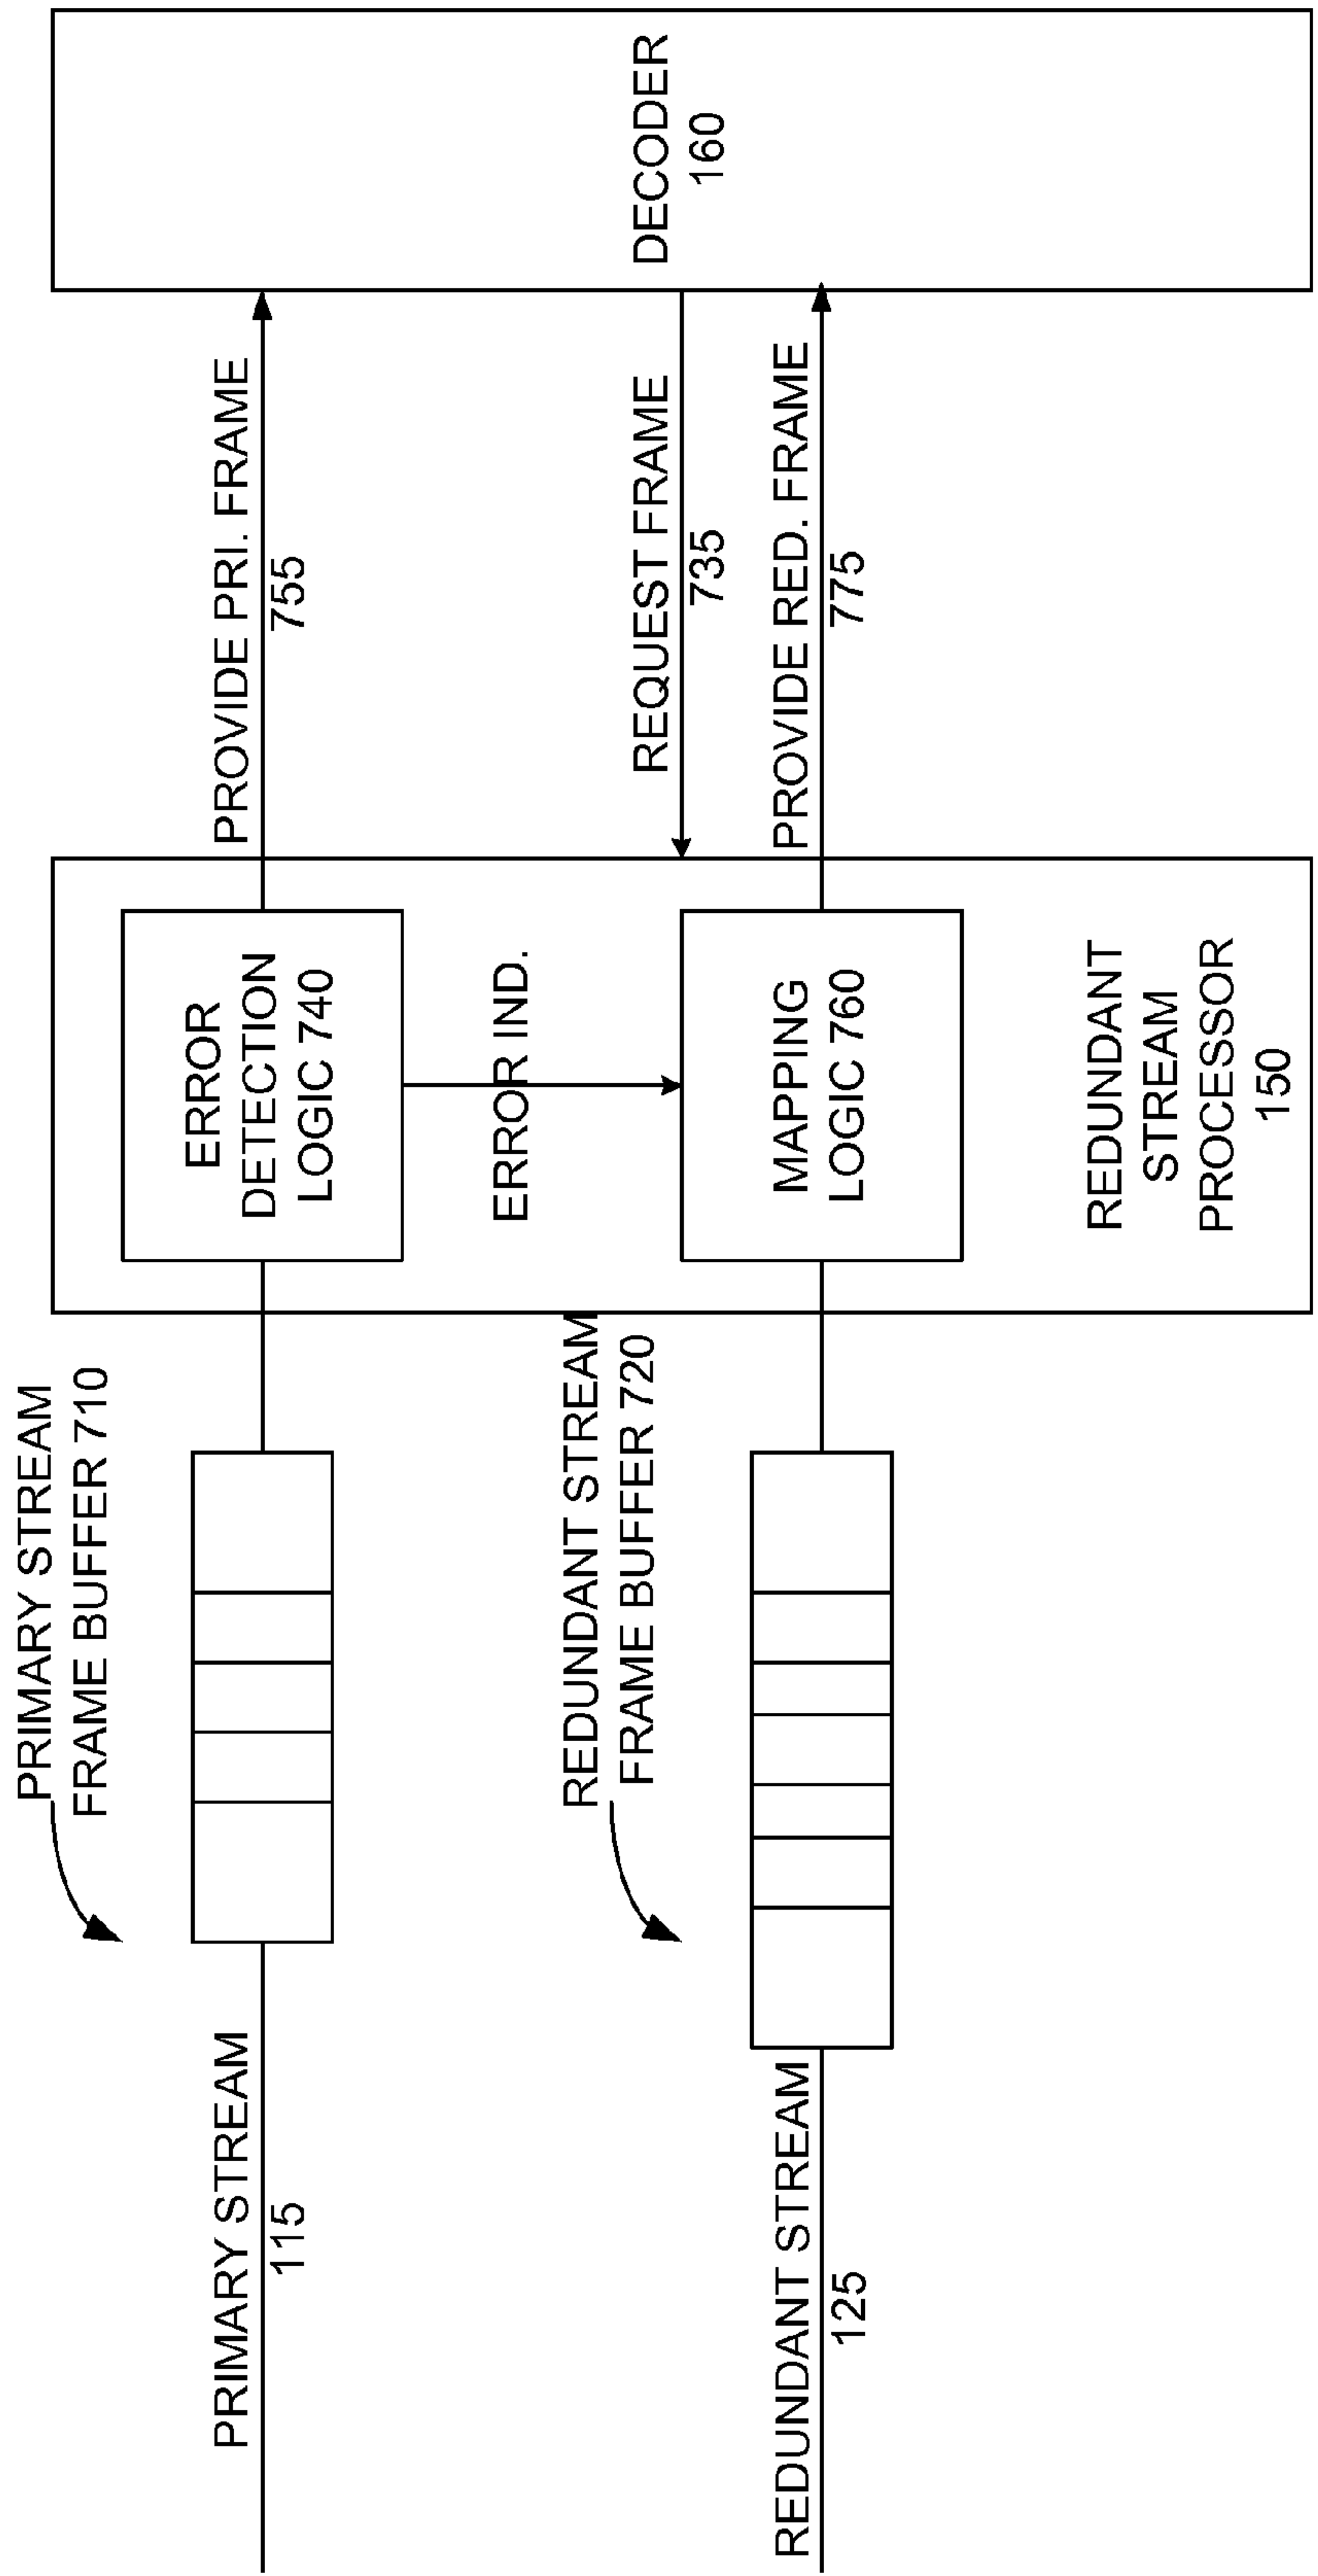 PRIMARY STREAM
FRAME BUFFER 710
PRIMARY STREAM
115
ERROR
DETECTION
LOGIC 740
PROVIDE PRI. FRAME
755
ERROR IND.
REDUNDANT STREAM
FRAME BUFFER 720
REQUEST FRAME
735
DECODER
160
REDUNDANT STREAM
125
MAPPING
LOGIC 760
PROVIDE RED. FRAME
775
REDUNDANT
STREAM
PROCESSOR
150